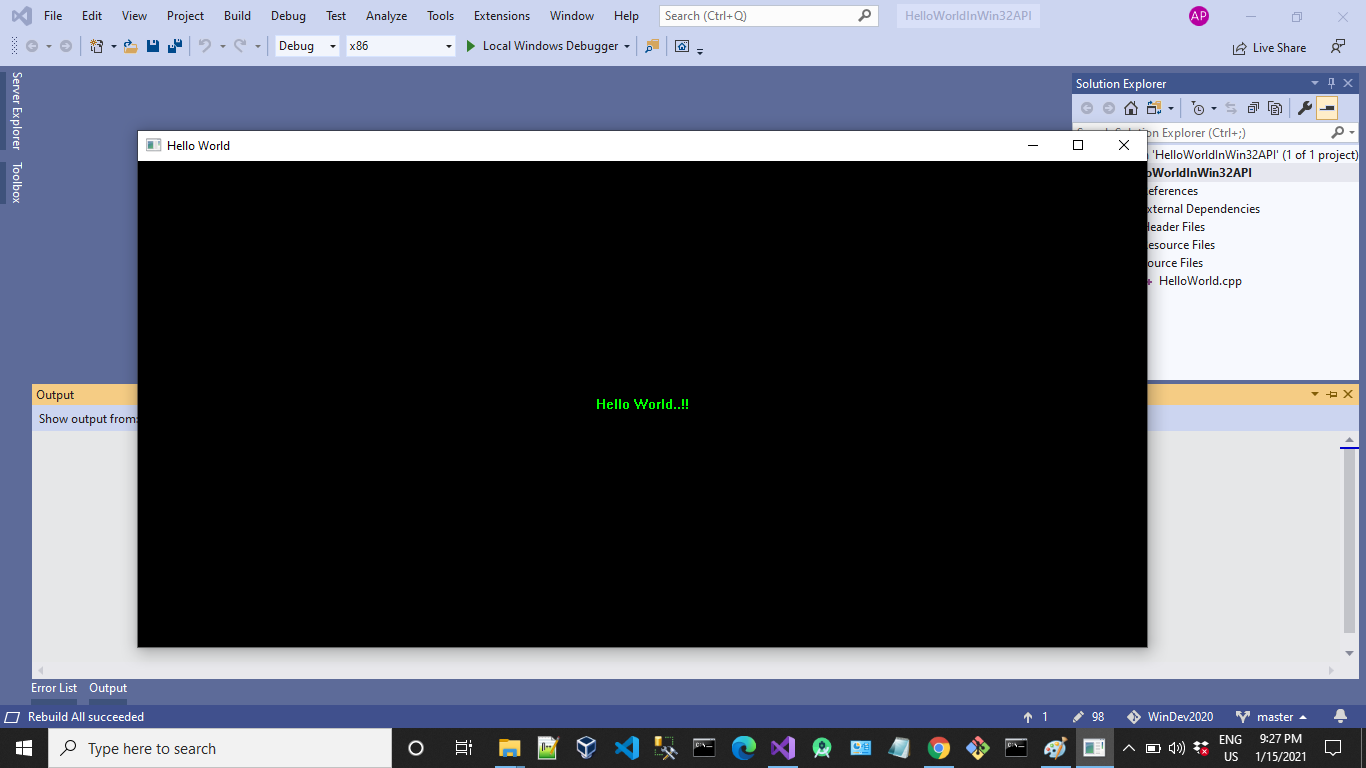 File Edit View Project Build Debug Test Analyze Tools Extensions Window Help Search (Ctrl+Q) HelloWorldInWin32API AP
Debug x86 Local Windows Debugger Live Share
Server Explorer
Toolbox
Solution Explorer
Search Solution Explorer (Ctrl+;)
'HelloWorldInWin32API' (1 of 1 project)
oWorldInWin32API
eferences
xternal Dependencies
Header Files
esource Files
ource Files
HelloWorld.cpp
Hello World
Hello World..!!
Output
Show output from:
Error List Output
Rebuild All succeeded 1 98 WinDev2020 master
Type here to search
ENG
US
9:27 PM
1/15/2021